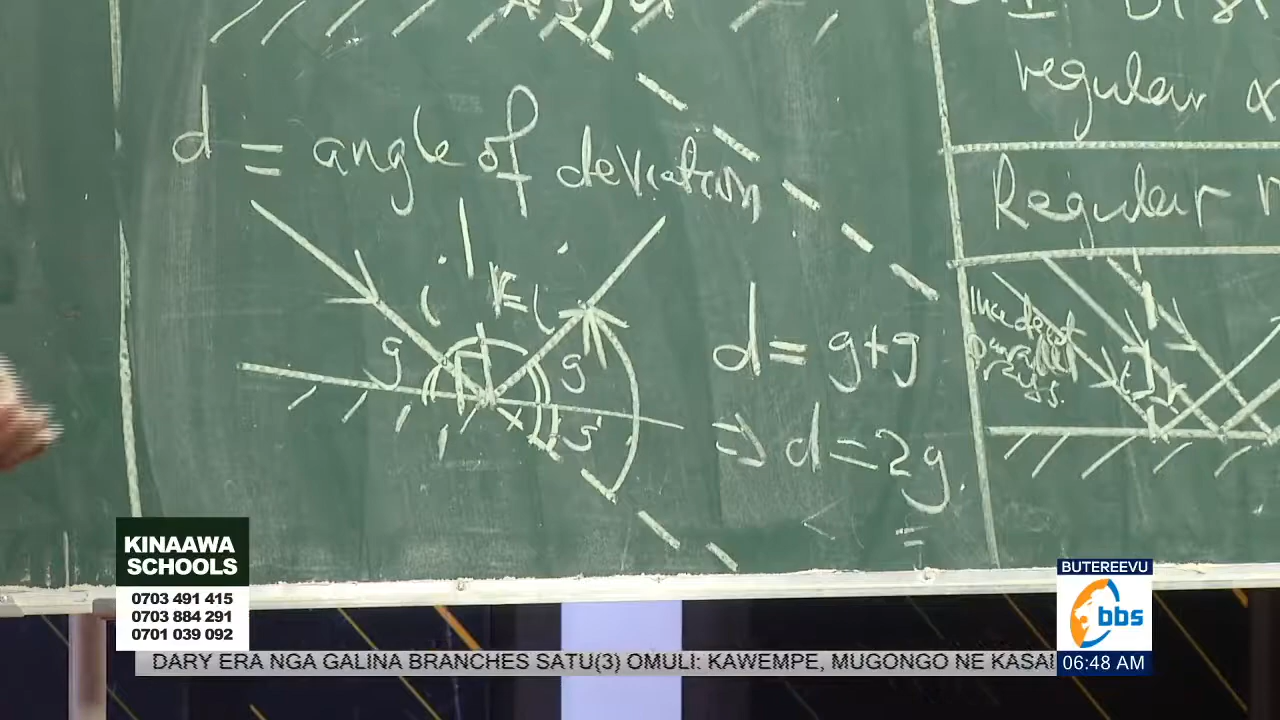 d = angle of deviation
g
i
i
g
g
d = g+g
⇒ d = 2g
regular
Regular
Incident
parallel
rays.
KINAAWA
SCHOOLS
0703 491 415
0703 884 291
0701 039 092
BUTEREEVU
bbs
06:48 AM
DARY ERA NGA GALINA BRANCHES SATU(3) OMULI: KAWEMPE, MUGONGO NE KASAI